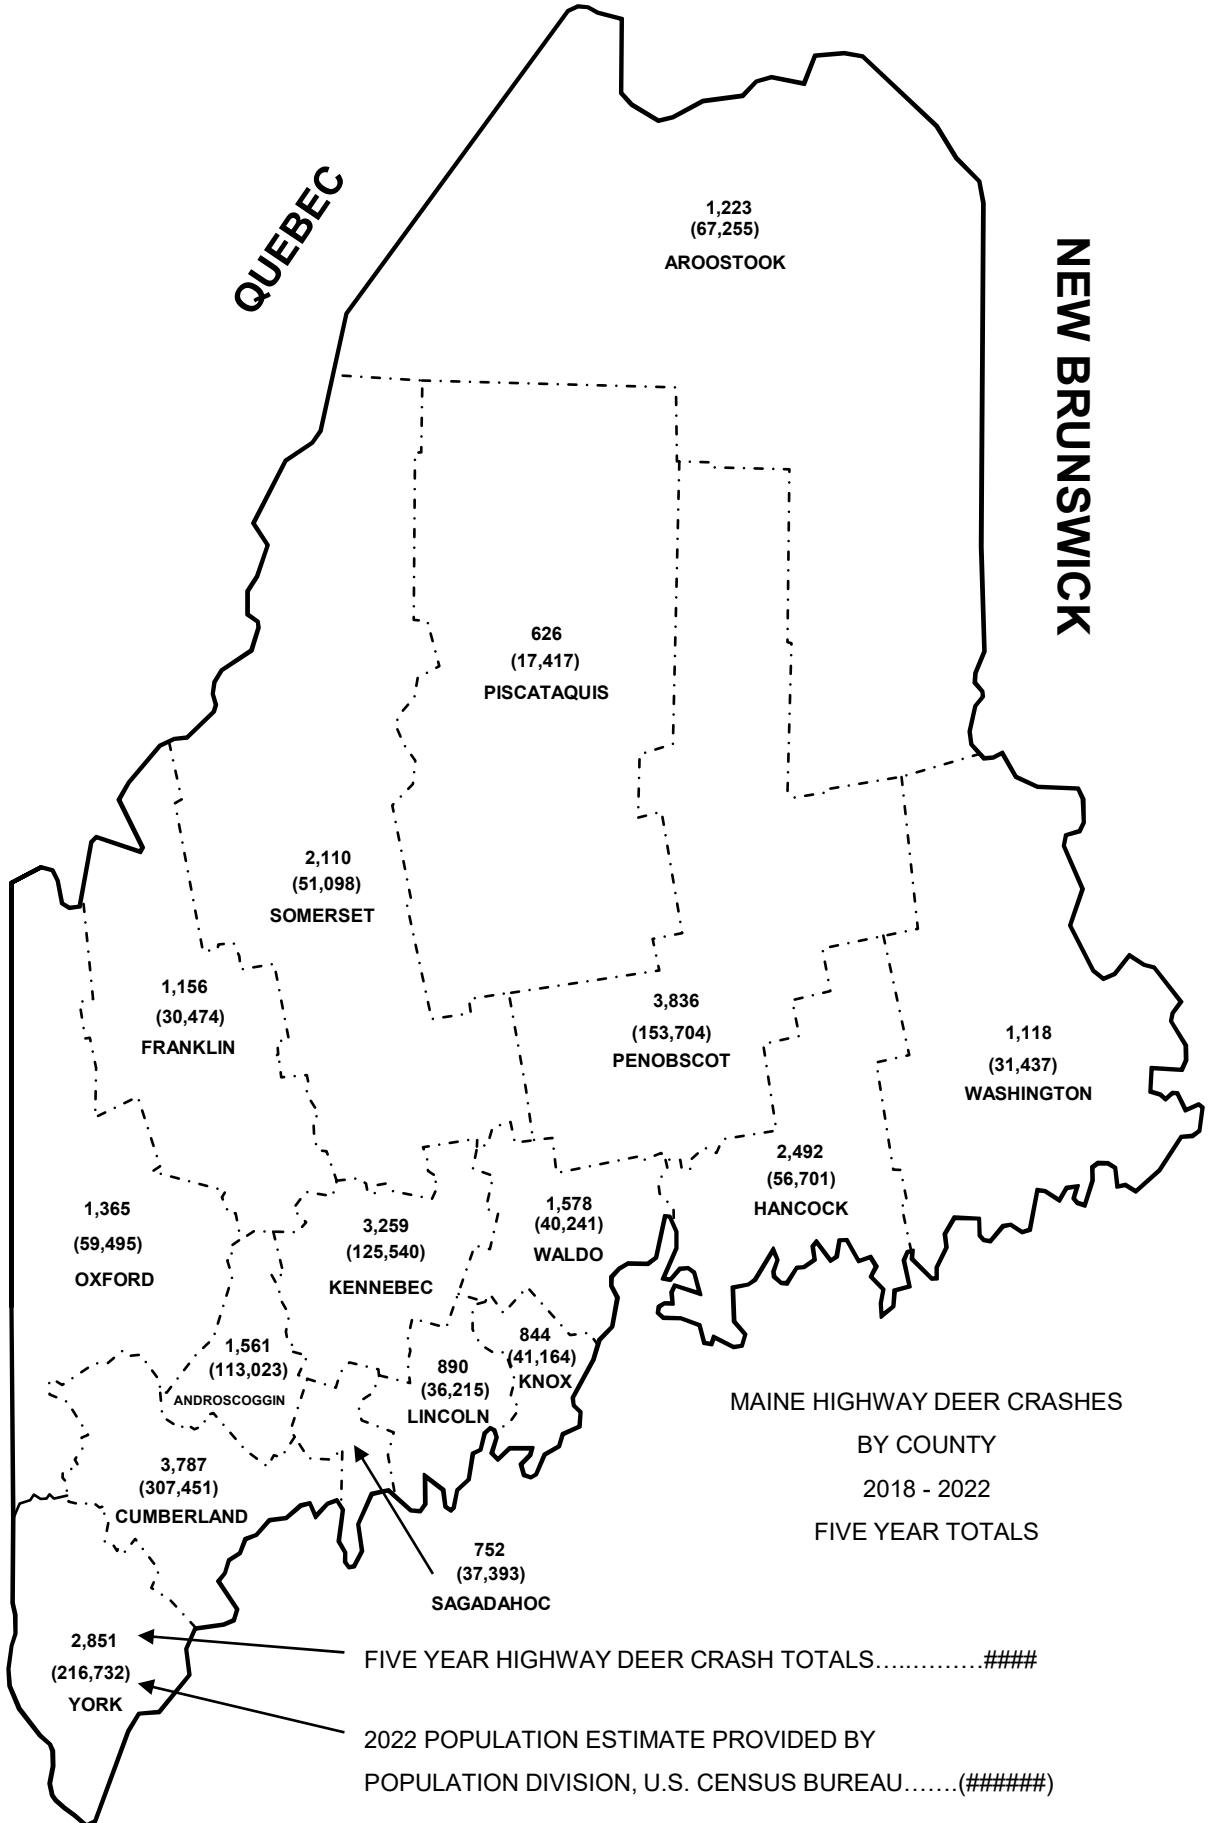 QUEBEC
NEW BRUNSWICK
1,223
(67,255)
AROOSTOOK
626
(17,417)
PISCATAQUIS
2,110
(51,098)
SOMERSET
1,156
(30,474)
FRANKLIN
3,836
(153,704)
PENOBSCOT
1,118
(31,437)
WASHINGTON
2,492
(56,701)
HANCOCK
1,365
(59,495)
OXFORD
3,259
(125,540)
KENNEBEC
1,578
(40,241)
WALDO
1,561
(113,023)
ANDROSCOGGIN
890
(36,215)
LINCOLN
844
(41,164)
KNOX
3,787
(307,451)
CUMBERLAND
752
(37,393)
SAGADAHOC
2,851
(216,732)
YORK
MAINE HIGHWAY DEER CRASHES
BY COUNTY
2018 - 2022
FIVE YEAR TOTALS
FIVE YEAR HIGHWAY DEER CRASH TOTALS…..………####
2022 POPULATION ESTIMATE PROVIDED BY
POPULATION DIVISION, U.S. CENSUS BUREAU…….(######)